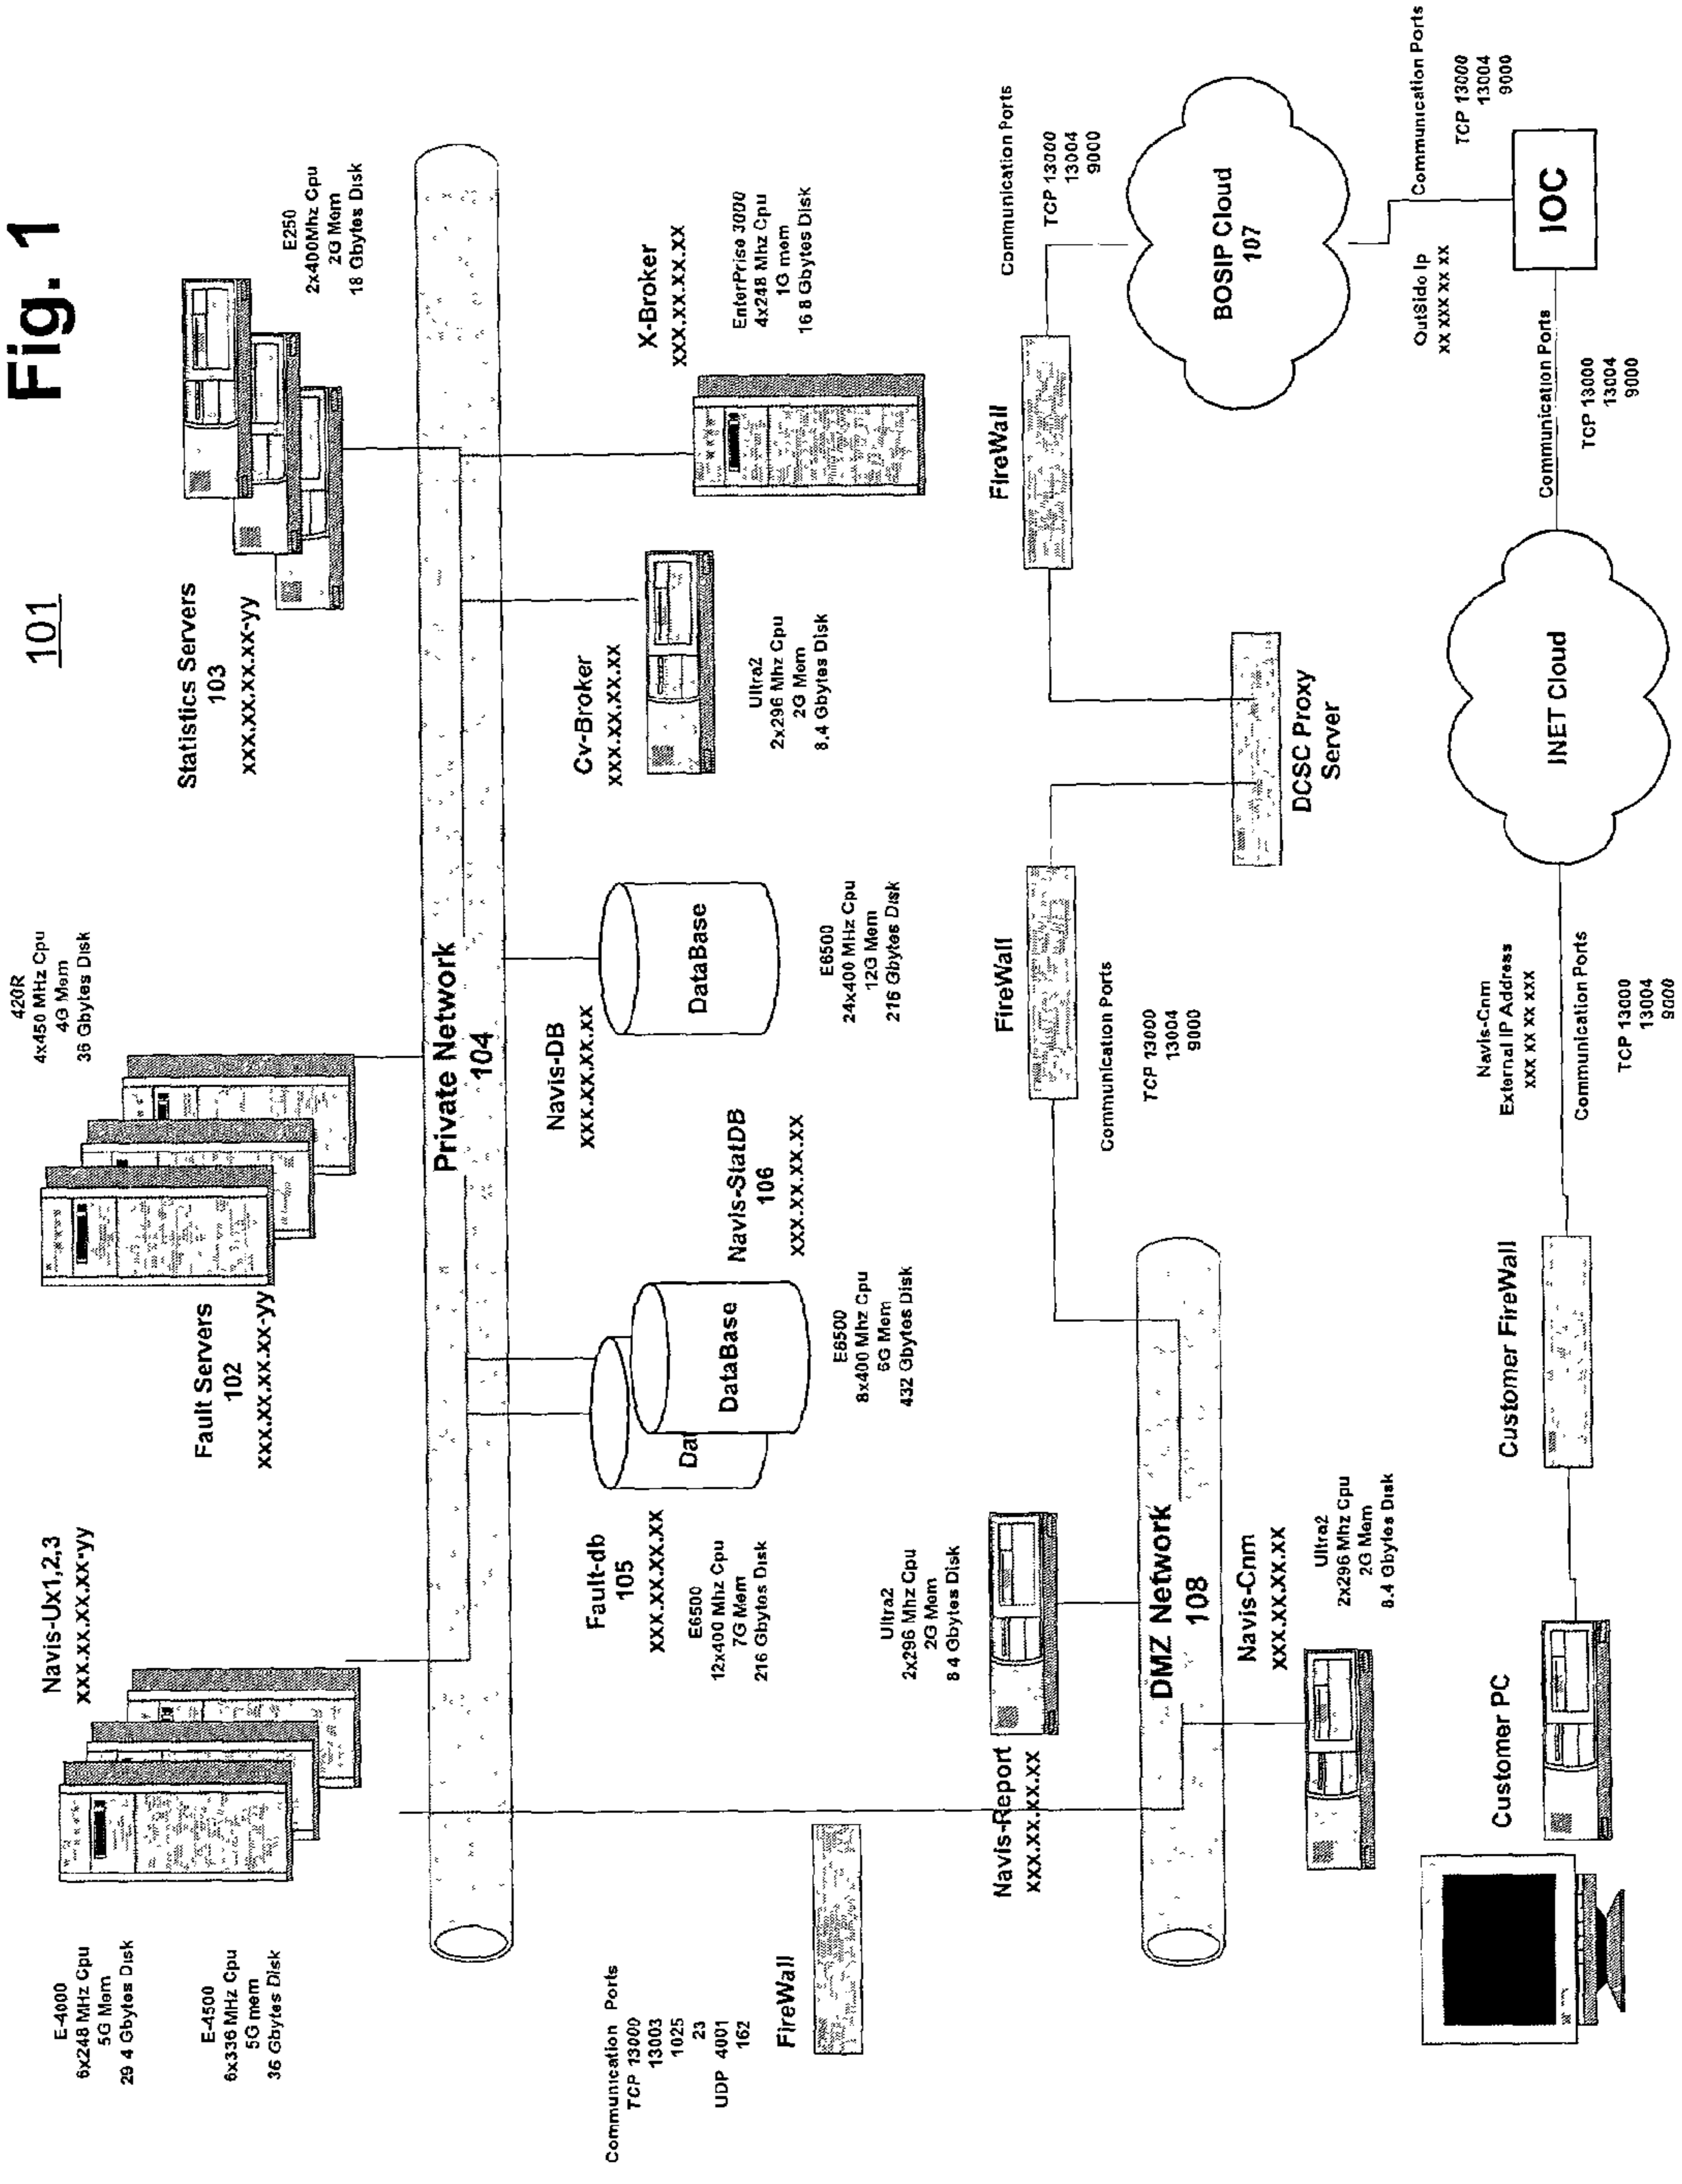 Fig. 1
101
E-4000
6x248 MHz Cpu
5G Mem
29 4 Gbytes Disk
E-4500
6x336 MHz Cpu
5G mem
36 Gbytes Disk
Navis-Ux1,2,3
xxx.xx.xx.xx-yy
Fault Servers
102
xxx.xx.xx.xx-yy
420R
4x450 MHz Cpu
4G Mem
36 Gbytes Disk
Statistics Servers
103
xxx.xx.xx.xx-yy
E250
2x400Mhz Cpu
2G Mem
18 Gbytes Disk
Private Network
104
Communication Ports
TCP 13000
13003
1025
23
UDP 4001
162
FireWall
Fault-db
105
xxx.xx.xx.xx
E6500
12x400 Mhz Cpu
7G Mem
216 Gbytes Disk
Dat
DataBase
Navis-StatDB
106
xxx.xx.xx.xx
E6500
8x400 Mhz Cpu
6G Mem
432 Gbytes Disk
Navis-DB
xxx.xx.xx.xx
DataBase
E6500
24x400 MHz Cpu
12G Mem
216 Gbytes Disk
Cv-Broker
xxx.xx.xx.xx
Ultra2
2x296 Mhz Cpu
2G Mem
8.4 Gbytes Disk
X-Broker
xxx.xx.xx.xx
EnterPrise 3000
4x248 Mhz Cpu
1G mem
16 8 Gbytes Disk
Ultra2
2x296 Mhz Cpu
2G Mem
8 4 Gbytes Disk
Navis-Report
xxx.xx.xx.xx
DMZ Network
108
Navis-Cnm
xxx.xx.xx.xx
Ultra2
2x296 Mhz Cpu
2G Mem
8.4 Gbytes Disk
FireWall
Communication Ports
TCP 13000
13004
9000
DCSC Proxy
Server
FireWall
Communication Ports
TCP 13000
13004
9000
BOSIP Cloud
107
OutSide Ip
xx xxx xx xx
Communication Ports
TCP 13000
13004
9000
IOC
Communication Ports
TCP 13000
13004
9000
INET Cloud
Navis-Cnm
External IP Address
xxx xx xx xxx
Communication Ports
TCP 13000
13004
9000
Customer FireWall
Customer PC